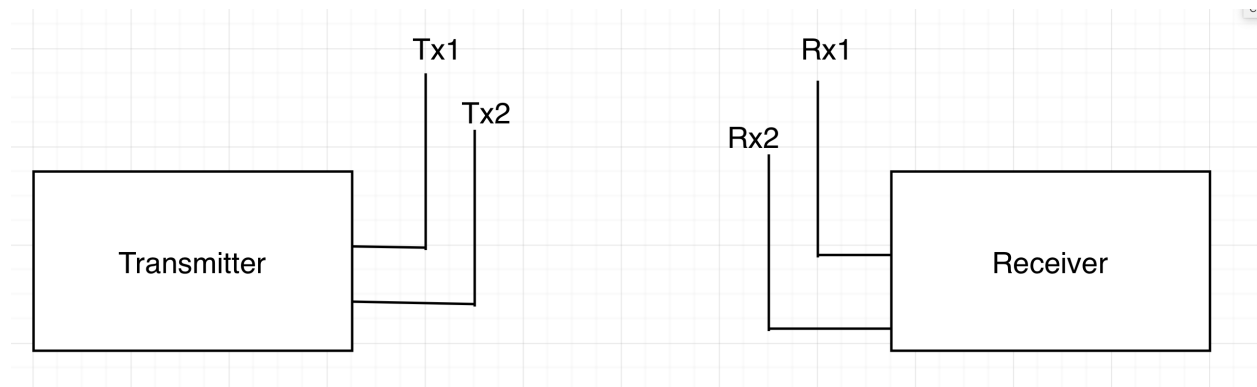 Tx1
Rx1
Tx2
Rx2
Transmitter
Receiver